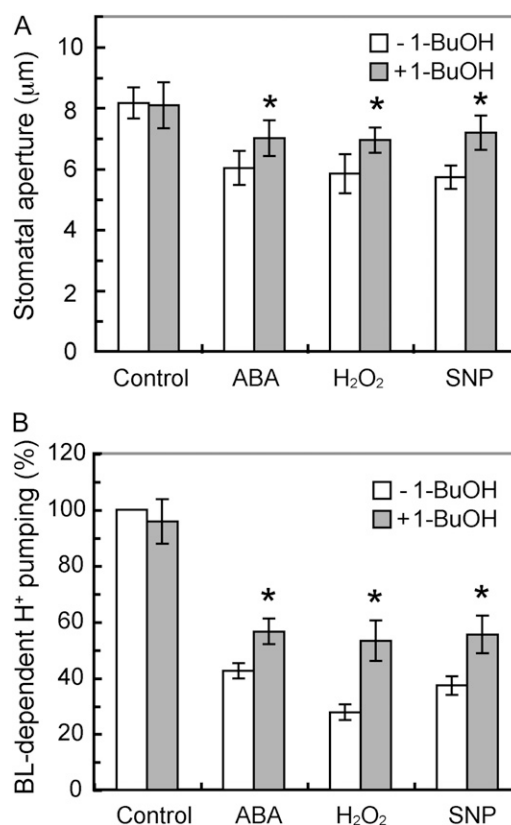 A
Stomatal aperture (μm)
10
8
6
4
2
0
- 1-BuOH
+1-BuOH
*
*
*
Control ABA H₂O₂ SNP
B
BL-dependent H⁺ pumping (%)
120
100
80
60
40
20
0
- 1-BuOH
+1-BuOH
*
*
*
Control ABA H₂O₂ SNP